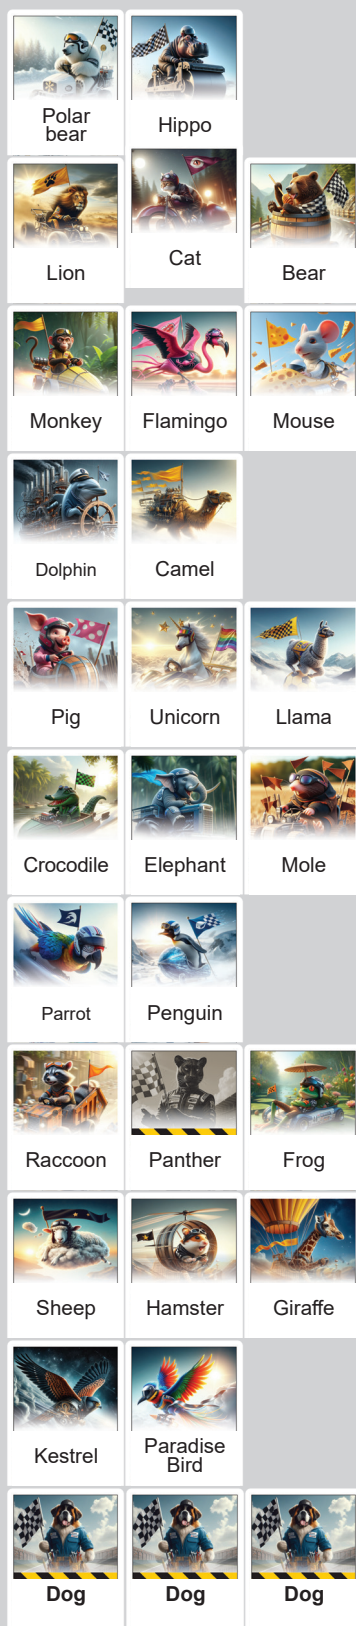 Polar
bear
Hippo
Lion
Cat
Bear
Monkey
Flamingo
Mouse
Dolphin
Camel
Pig
Unicorn
Llama
Crocodile
Elephant
Mole
Parrot
Penguin
Raccoon
Panther
Frog
Sheep
Hamster
Giraffe
Kestrel
Paradise
Bird
Dog
Dog
Dog